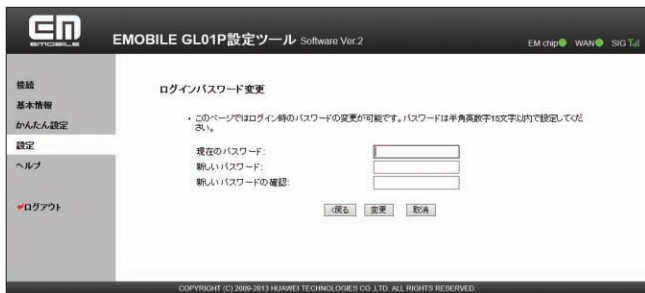 EM
EMOBILE
EMOBILE GL01P設定ツール Software Ver.2
EM chip WAN SIG
接続
基本情報
かんたん設定
設定
ヘルプ
ログアウト
ログインパスワード変更
・このページではログイン時のパスワードの変更が可能です。パスワードは半角英数字15文字以内で設定してくだ
さい。
現在のパスワード:
新しいパスワード:
新しいパスワードの確認:
<戻る 変更 取消
COPYRIGHT (C) 2009-2013 HUAWEI TECHNOLOGIES CO.,LTD. ALL RIGHTS RESERVED.